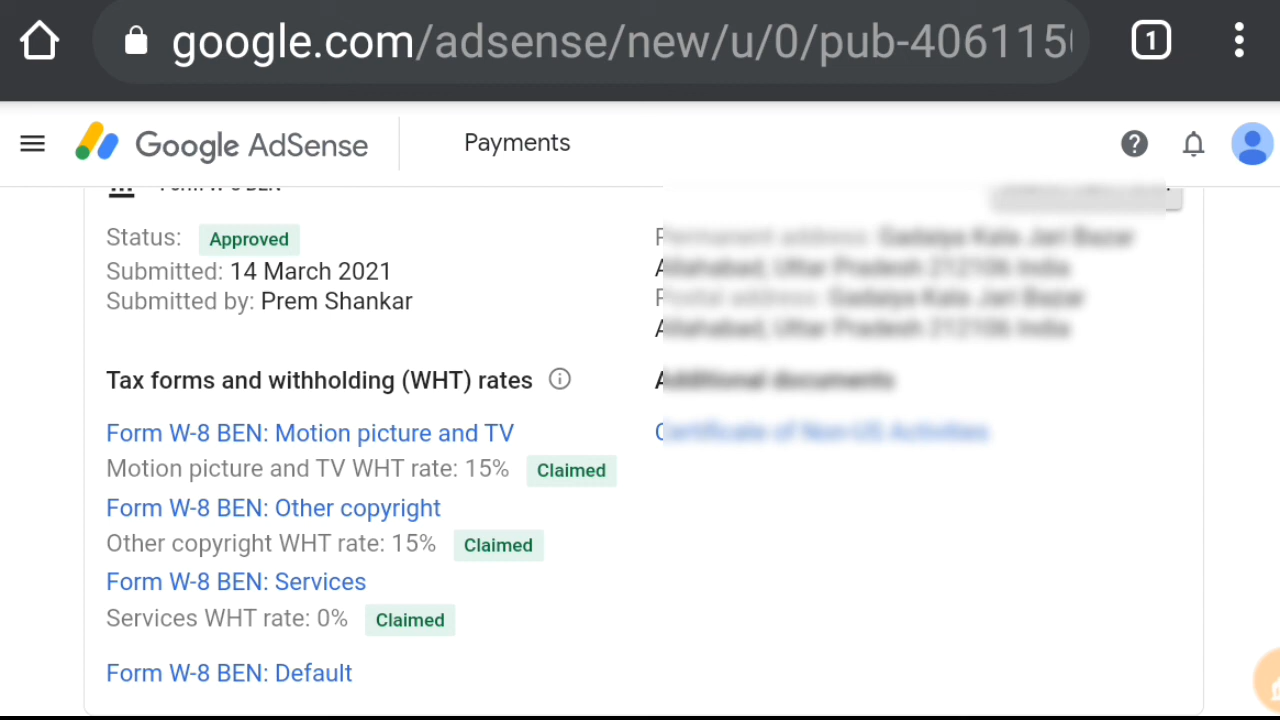 google.com/adsense/new/u/0/pub-406115
1
Google AdSense
Payments
Form W-8 BEN
Status: Approved
Submitted: 14 March 2021
Submitted by: Prem Shankar
Tax forms and withholding (WHT) rates
Form W-8 BEN: Motion picture and TV
Motion picture and TV WHT rate: 15% Claimed
Form W-8 BEN: Other copyright
Other copyright WHT rate: 15% Claimed
Form W-8 BEN: Services
Services WHT rate: 0% Claimed
Form W-8 BEN: Default